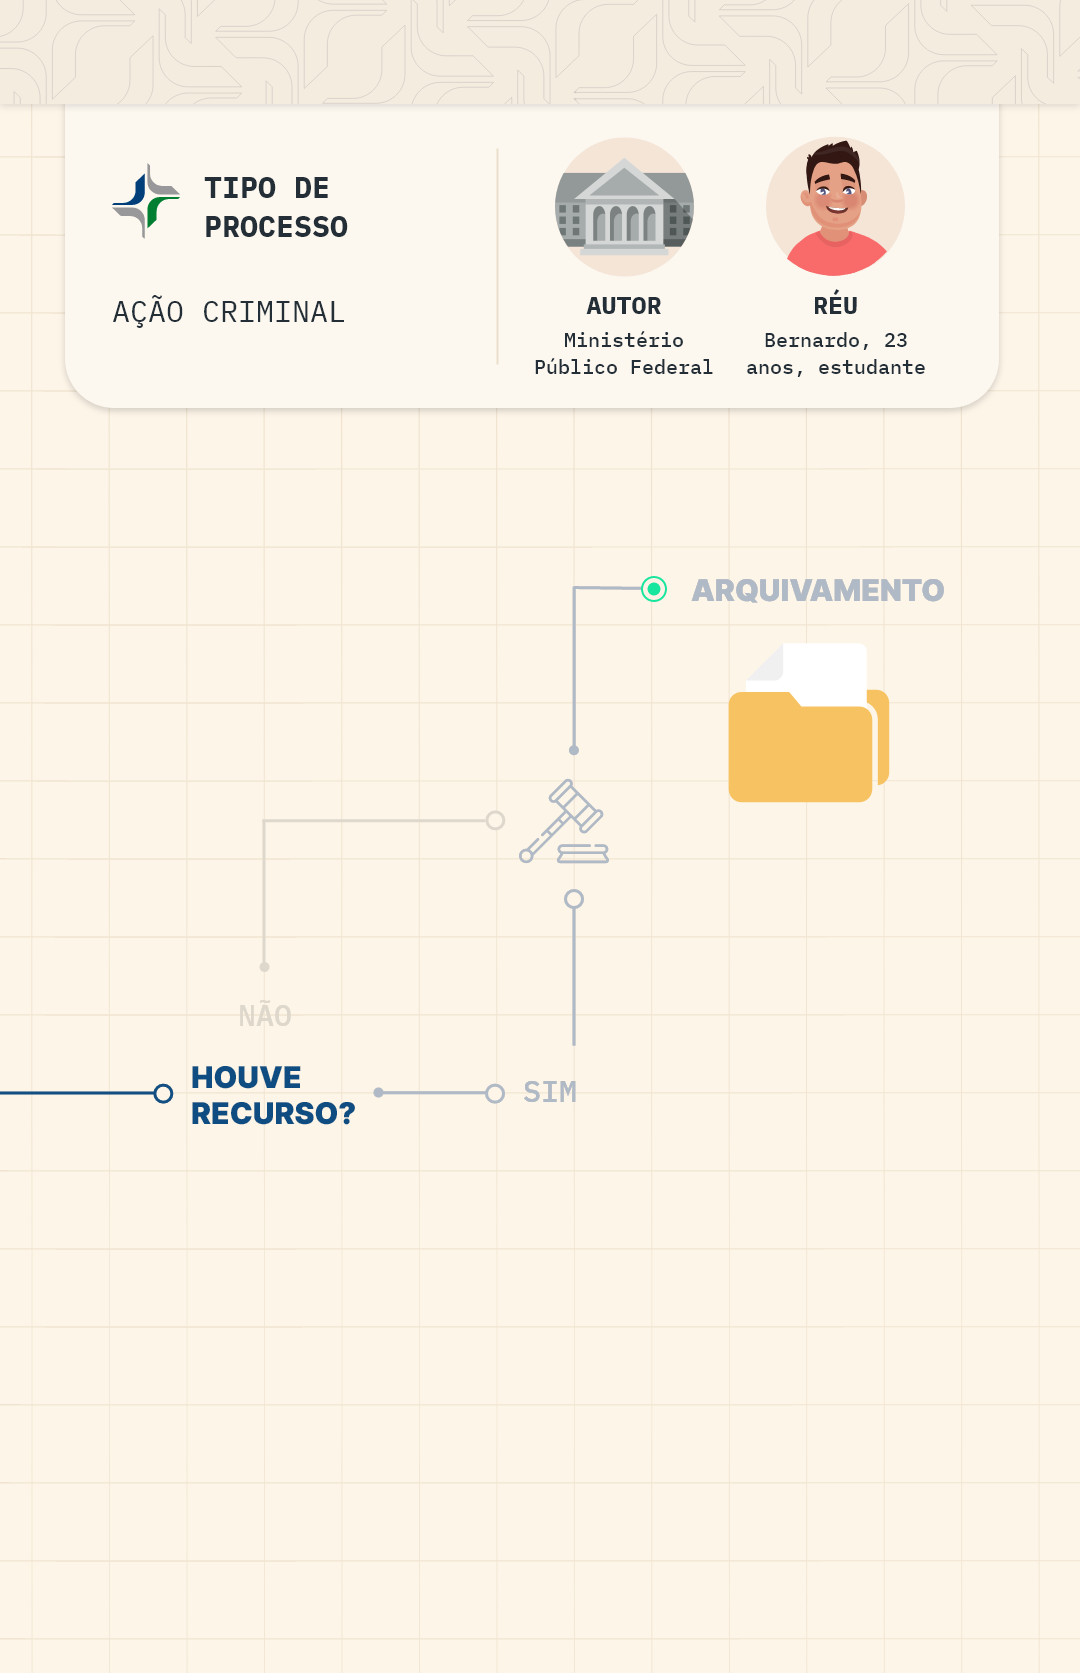 TIPO DE
PROCESSO
AÇÃO CRIMINAL
AUTOR
Ministério
Público Federal
RÉU
Bernardo, 23
anos, estudante
ARQUIVAMENTO
NÃO
HOUVE
RECURSO?
SIM